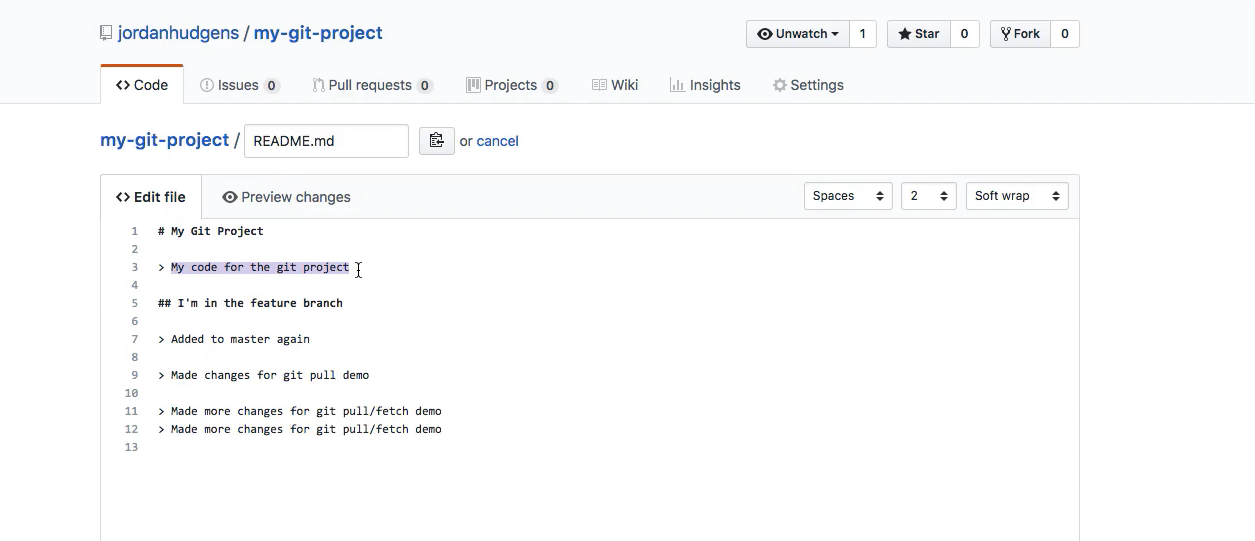 jordanhudgens / my-git-project
Unwatch 1 Star 0 Fork 0
Code Issues 0 Pull requests 0 Projects 0 Wiki Insights Settings
my-git-project / README.md or cancel
Edit file Preview changes Spaces 2 Soft wrap
1 # My Git Project
2
3 > My code for the git project
4
5 ## I'm in the feature branch
6
7 > Added to master again
8
9 > Made changes for git pull demo
10
11 > Made more changes for git pull/fetch demo
12 > Made more changes for git pull/fetch demo
13